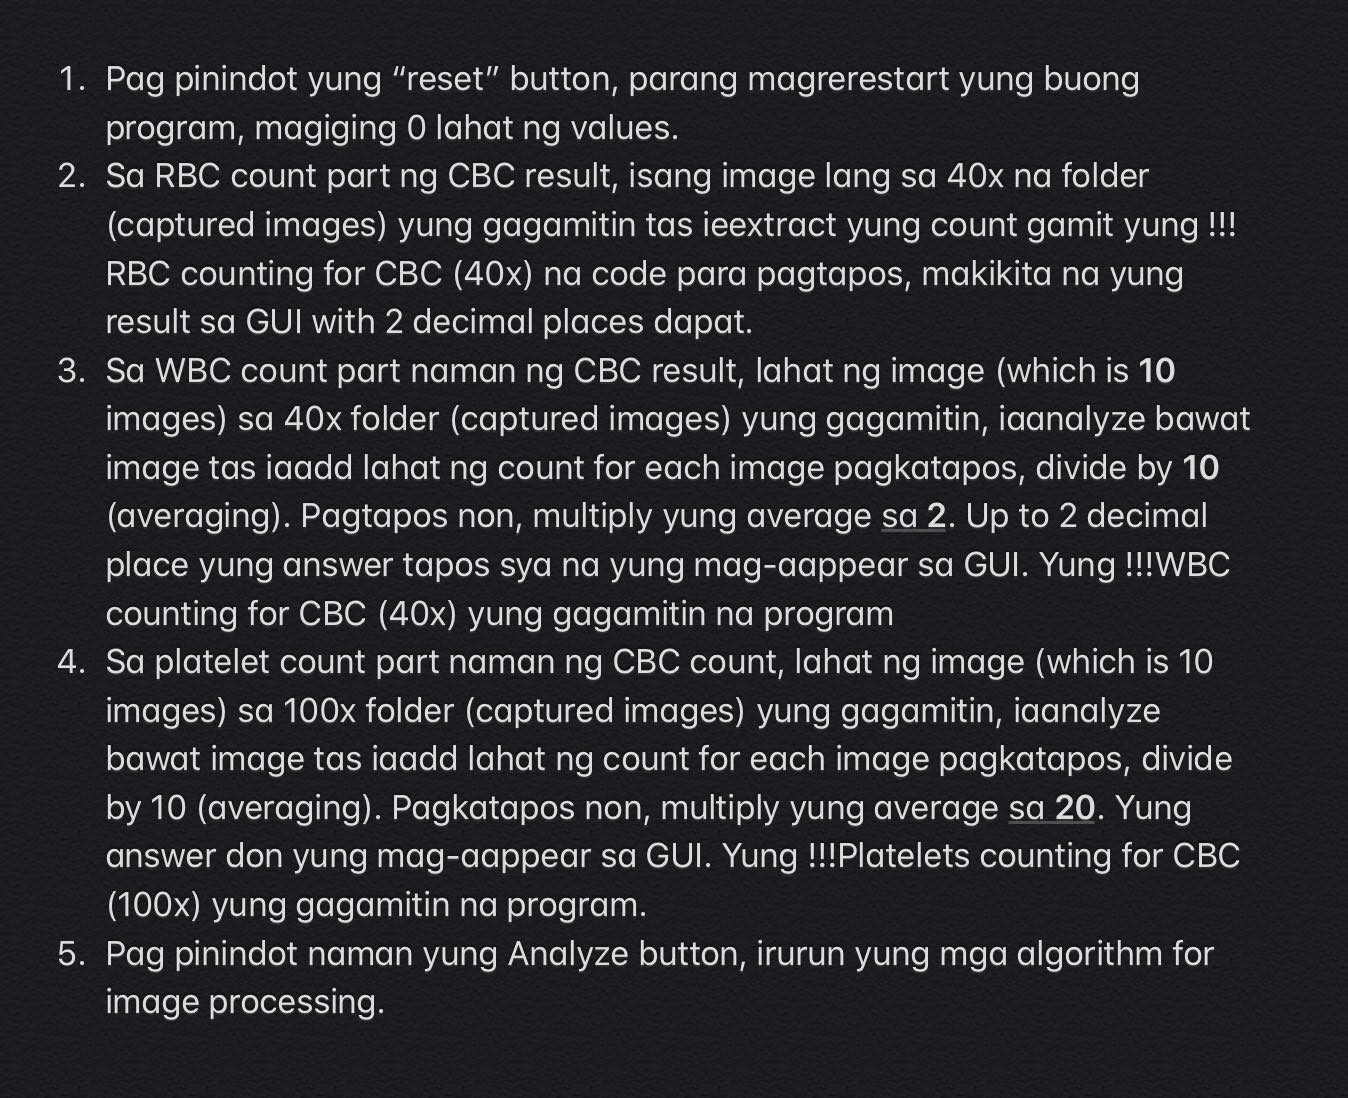 1. Pag pinindot yung “reset” button, parang magrerestart yung buong
program, magiging 0 lahat ng values.
2. Sa RBC count part ng CBC result, isang image lang sa 40x na folder
(captured images) yung gagamitin tas ieextract yung count gamit yung !!!
RBC counting for CBC (40x) na code para pagtapos, makikita na yung
result sa GUI with 2 decimal places dapat.
3. Sa WBC count part naman ng CBC result, lahat ng image (which is 10
images) sa 40x folder (captured images) yung gagamitin, iaanalyze bawat
image tas iaadd lahat ng count for each image pagkatapos, divide by 10
(averaging). Pagtapos non, multiply yung average sa 2. Up to 2 decimal
place yung answer tapos sya na yung mag-aappear sa GUI. Yung !!!WBC
counting for CBC (40x) yung gagamitin na program
4. Sa platelet count part naman ng CBC count, lahat ng image (which is 10
images) sa 100x folder (captured images) yung gagamitin, iaanalyze
bawat image tas iaadd lahat ng count for each image pagkatapos, divide
by 10 (averaging). Pagkatapos non, multiply yung average sa 20. Yung
answer don yung mag-aappear sa GUI. Yung !!!Platelets counting for CBC
(100x) yung gagamitin na program.
5. Pag pinindot naman yung Analyze button, irurun yung mga algorithm for
image processing.